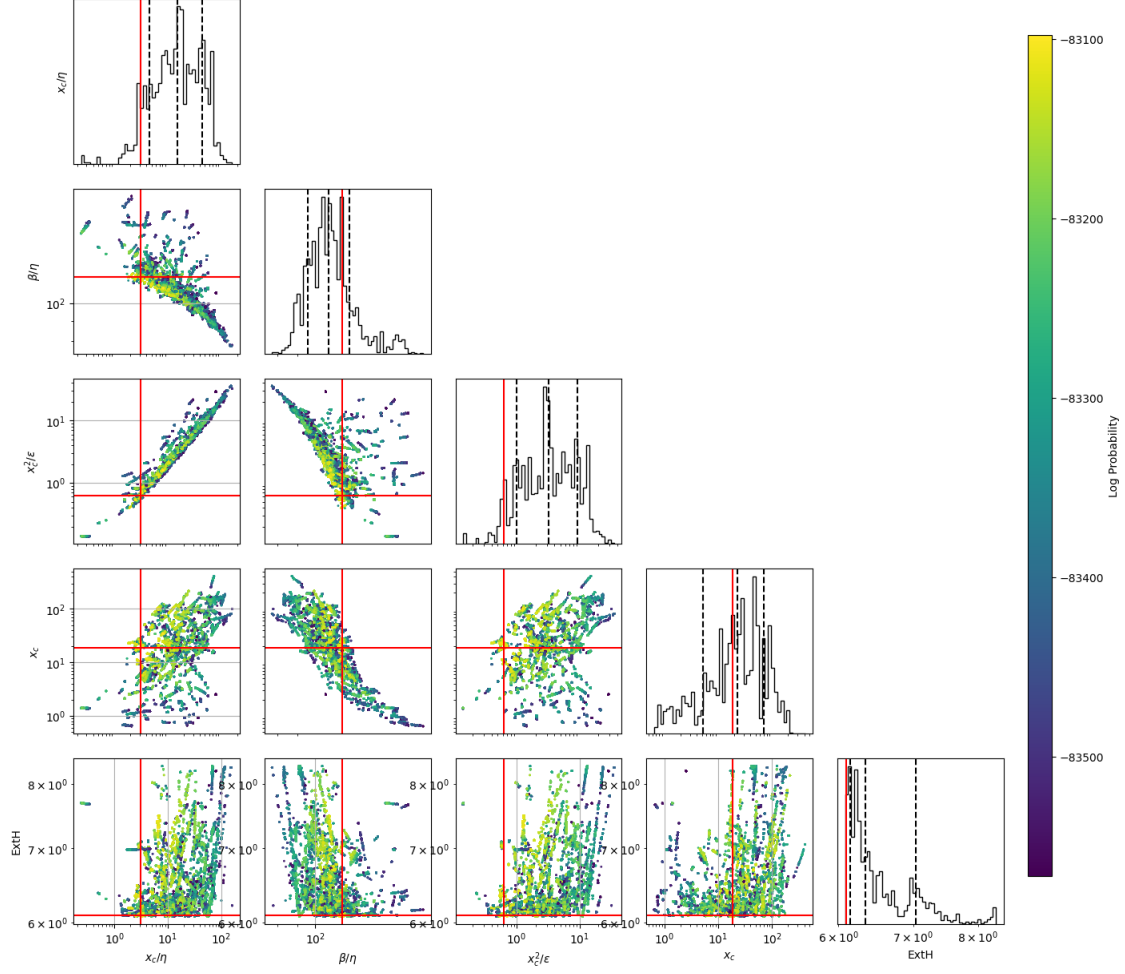 x_c/η
−83100
β/η
10²
−83200
x_c²/ε
10¹
10⁰
−83300
Log Probability
x_c
10²
10¹
10⁰
−83400
−83500
ExtH
8 × 10⁰
7 × 10⁰
6 × 10⁰
8 × 10⁰
7 × 10⁰
6 × 10⁰
8 × 10⁰
7 × 10⁰
6 × 10⁰
8 × 10⁰
7 × 10⁰
6 × 10⁰
10⁰ 10¹ 10²
10²
10⁰ 10¹
10⁰ 10¹ 10²
6 × 10⁰ 7 × 10⁰ 8 × 10⁰
x_c/η
β/η
x_c²/ε
x_c
ExtH